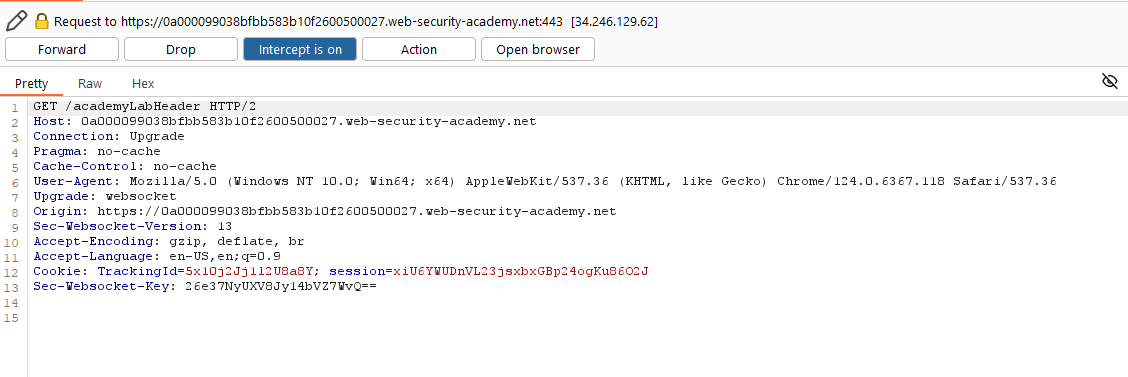 Request to https://0a000099038bfbb583b10f2600500027.web-security-academy.net:443 [34.246.129.62]
Forward Drop Intercept is on Action Open browser
Pretty Raw Hex
1 GET /academyLabHeader HTTP/2
2 Host: 0a000099038bfbb583b10f2600500027.web-security-academy.net
3 Connection: Upgrade
4 Pragma: no-cache
5 Cache-Control: no-cache
6 User-Agent: Mozilla/5.0 (Windows NT 10.0; Win64; x64) AppleWebKit/537.36 (KHTML, like Gecko) Chrome/124.0.6367.118 Safari/537.36
7 Upgrade: websocket
8 Origin: https://0a000099038bfbb583b10f2600500027.web-security-academy.net
9 Sec-Websocket-Version: 13
10 Accept-Encoding: gzip, deflate, br
11 Accept-Language: en-US,en;q=0.9
12 Cookie: TrackingId=5x10j2Jj1l2U8a8Y; session=xiU6YWUDnVL23jsxbxGBp24ogKu86O2J
13 Sec-Websocket-Key: 26e37NyUXV8Jy14bVZ7WvQ==
14
15